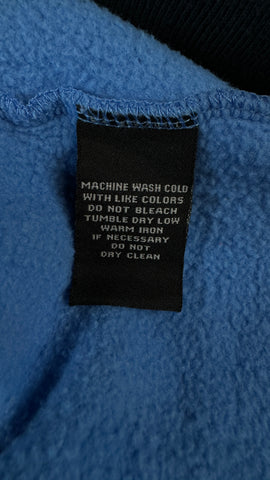 MACHINE WASH COLD
WITH LIKE COLORS
DO NOT BLEACH
TUMBLE DRY LOW
WARM IRON
IF NECESSARY
DO NOT
DRY CLEAN